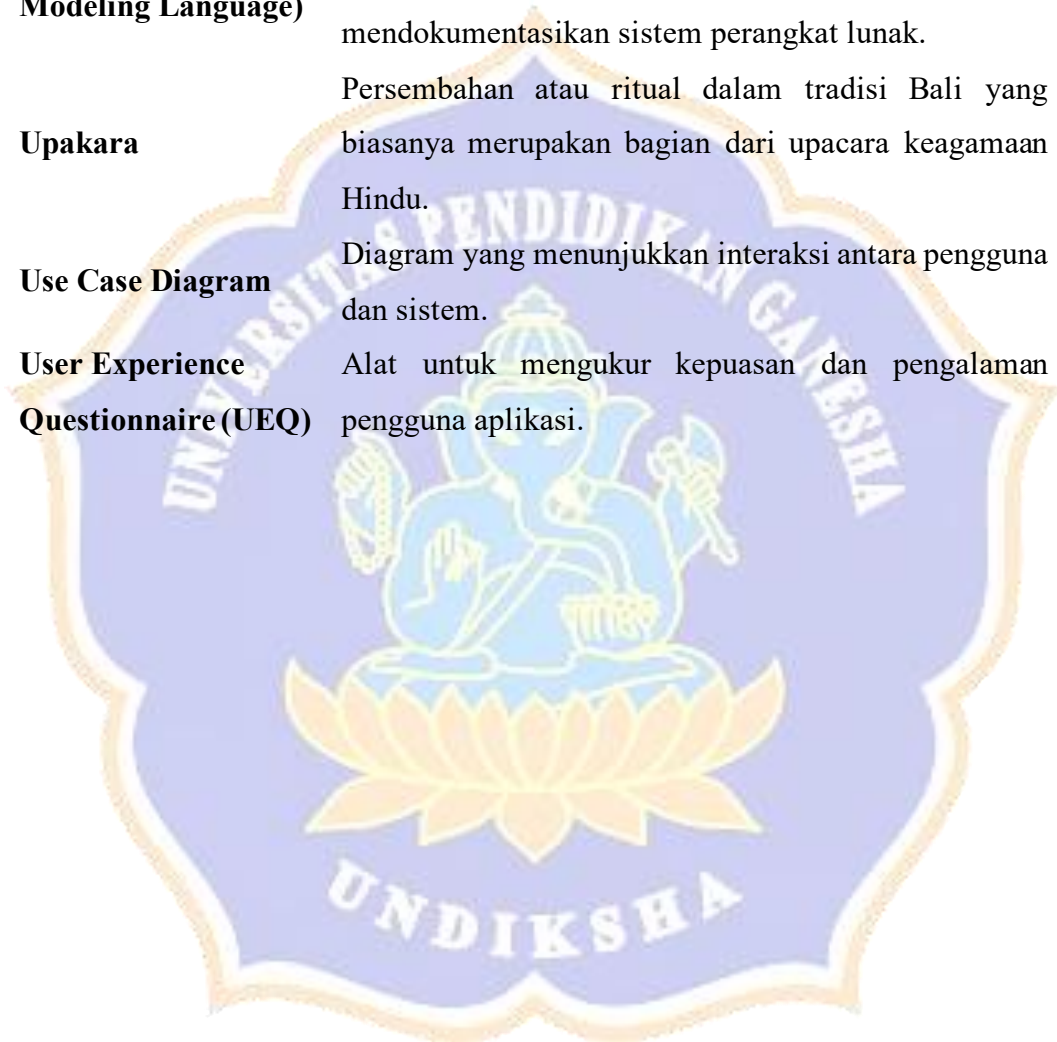 Modeling Language)
mendokumentasikan sistem perangkat lunak.
Persembahan atau ritual dalam tradisi Bali yang
Upakara biasanya merupakan bagian dari upacara keagamaan
Hindu.
Diagram yang menunjukkan interaksi antara pengguna
Use Case Diagram
dan sistem.
User Experience Alat untuk mengukur kepuasan dan pengalaman
Questionnaire (UEQ) pengguna aplikasi.
UNIVERSITAS PENDIDIKAN GANESHA
UNDIKSHA